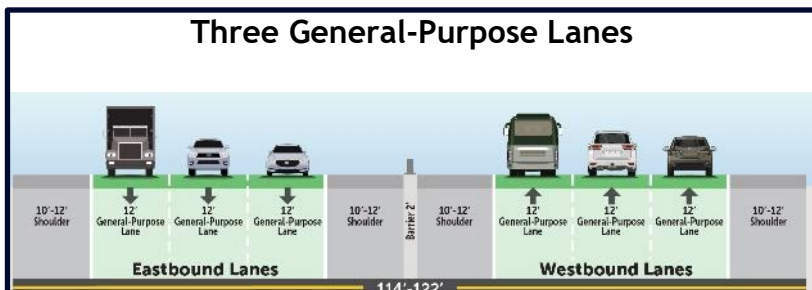 Three General-Purpose Lanes
10'-12'
Shoulder
12'
General-Purpose
Lane
12'
General-Purpose
Lane
12'
General-Purpose
Lane
10'-12'
Shoulder
Barrier 2'
10'-12'
Shoulder
12'
General-Purpose
Lane
12'
General-Purpose
Lane
12'
General-Purpose
Lane
10'-12'
Shoulder
Eastbound Lanes
Westbound Lanes
114'-122'